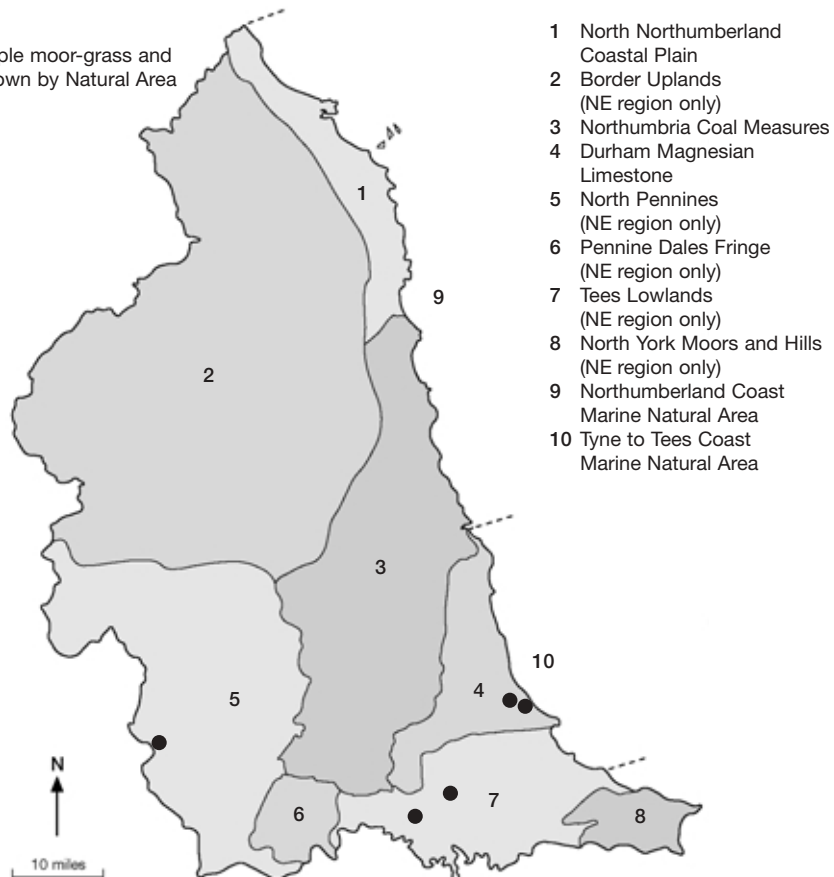 and
by Natural Area
1 North Northumberland
Coastal Plain
2 Border Uplands
(NE region only)
3 Northumbria Coal Measures
4 Durham Magnesian
Limestone
5 North Pennines
(NE region only)
6 Pennine Dales Fringe
(NE region only)
7 Tees Lowlands
(NE region only)
8 North York Moors and Hills
(NE region only)
9 Northumberland Coast
Marine Natural Area
10 Tyne to Tees Coast
Marine Natural Area
1
9
2
3
10
4
5
7
6
8
N
10 miles